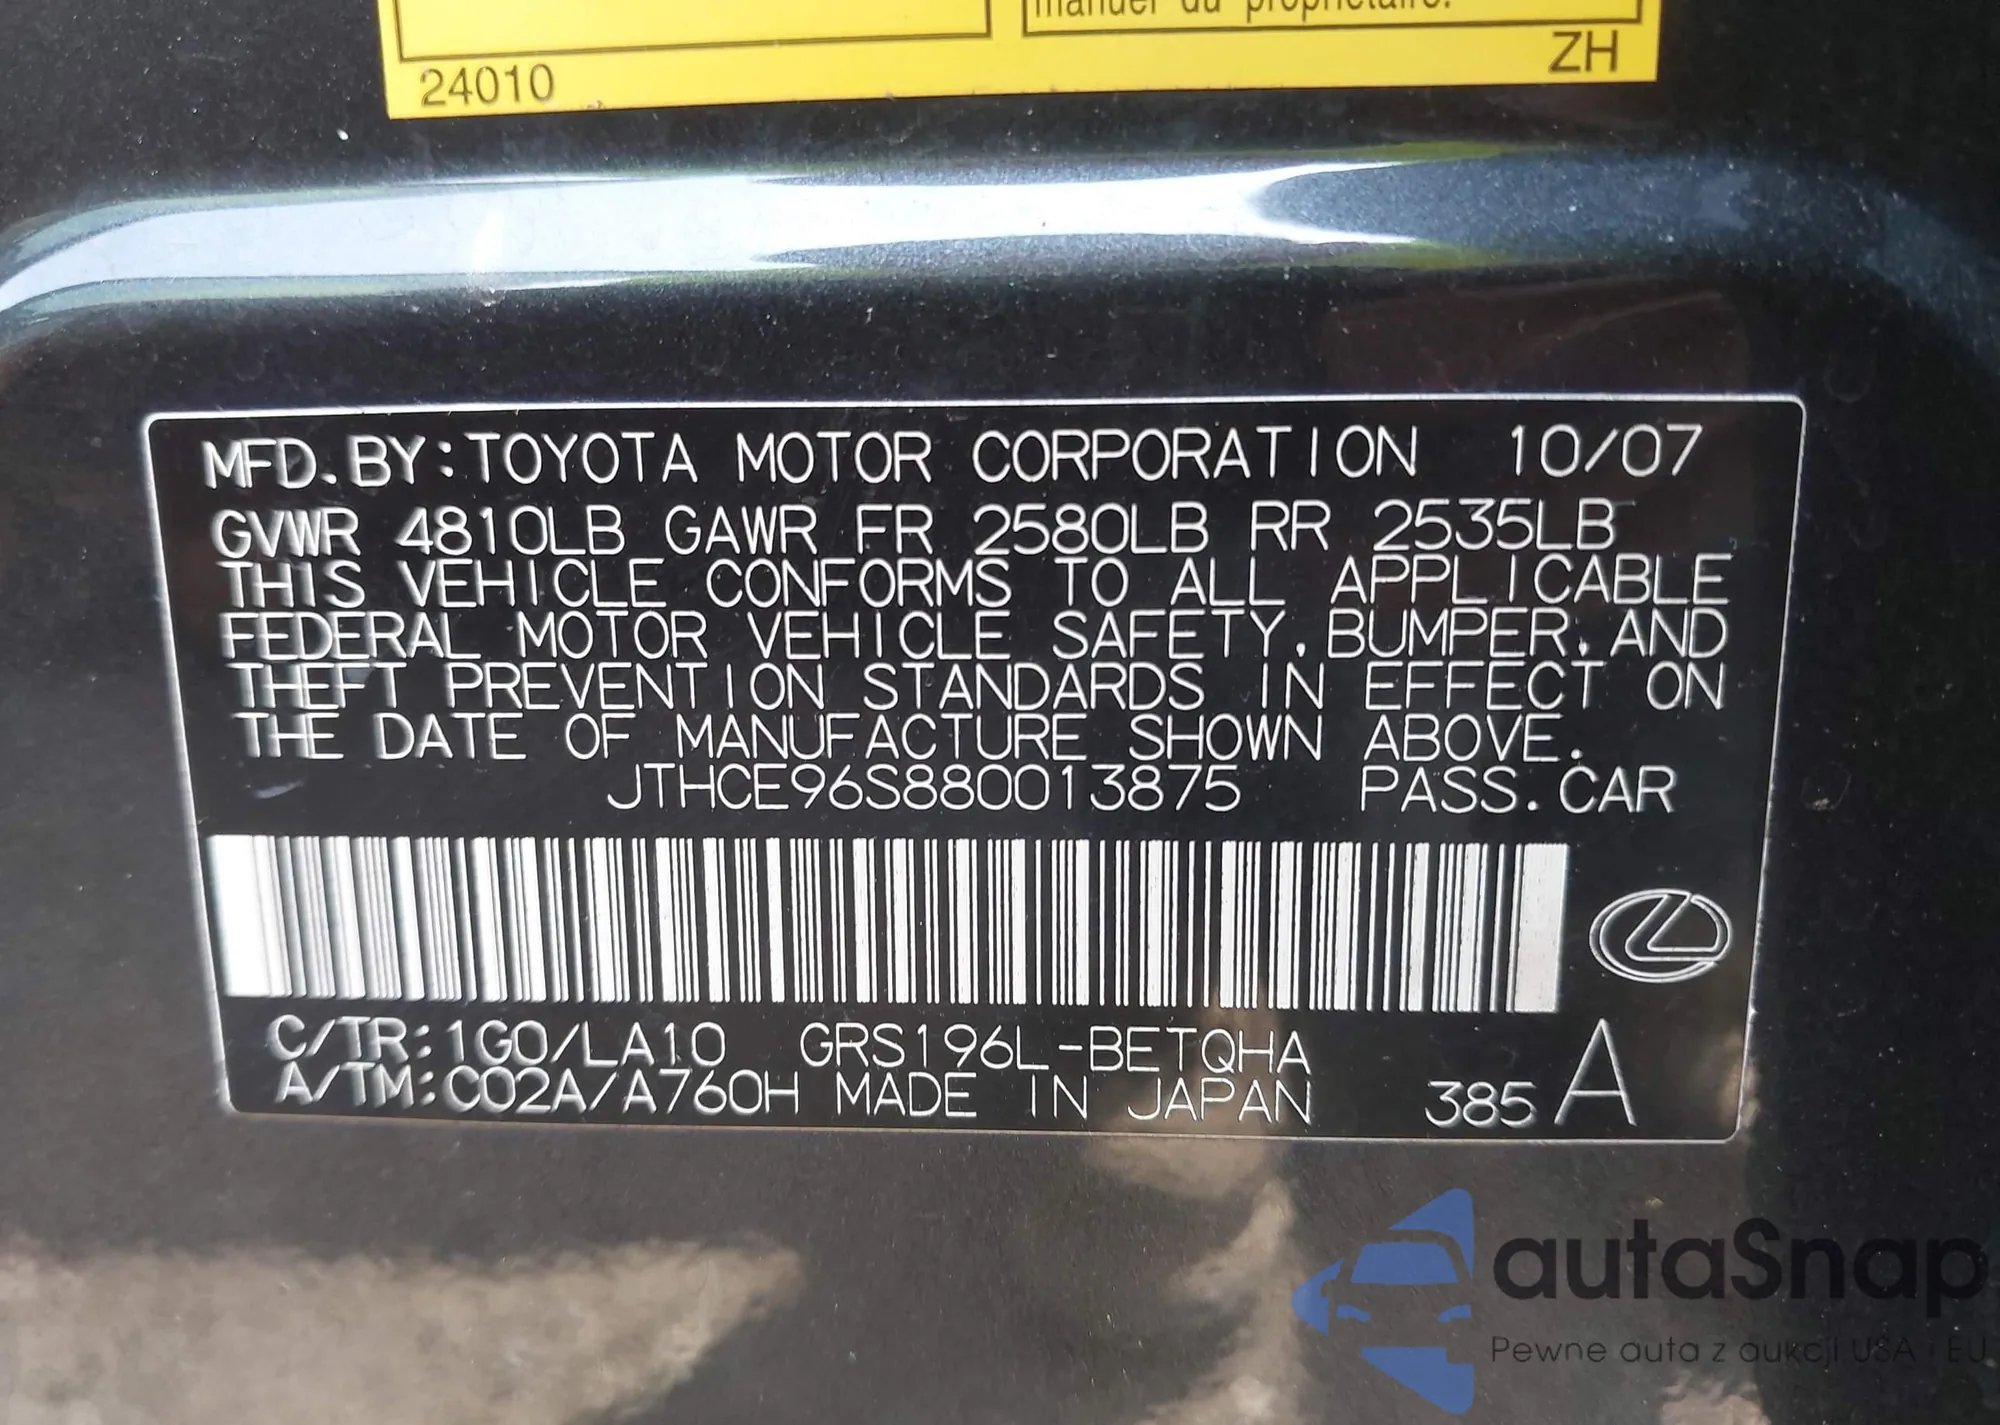 manuel du propriétaire.
24010
ZH
MFD. BY: TOYOTA MOTOR CORPORATION 10/07
GVWR 4810LB GAWR FR 2580LB RR 2535LB
THIS VEHICLE CONFORMS TO ALL APPLICABLE
FEDERAL MOTOR VEHICLE SAFETY, BUMPER, AND
THEFT PREVENTION STANDARDS IN EFFECT ON
THE DATE OF MANUFACTURE SHOWN ABOVE.
JTHCE96S880013875 PASS. CAR
C/TR: 1G0/LA10 GRS196L-BETQHA
A/TM: C02A/A760H MADE IN JAPAN 385 A
autaSnap
Pewne auta z aukcji USA i EU